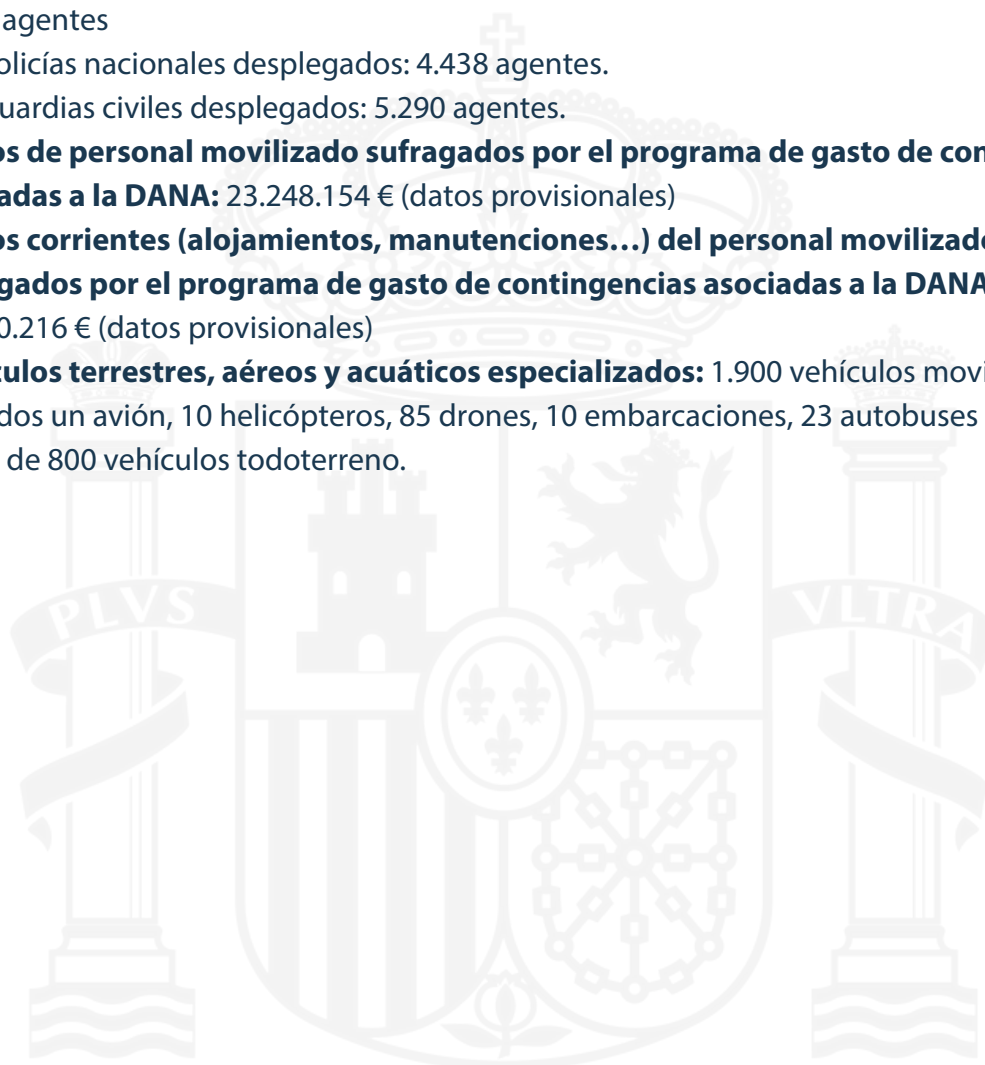 agentes
olicías nacionales desplegados: 4.438 agentes.
uardias civiles desplegados: 5.290 agentes.
os de personal movilizado sufragados por el programa de gasto de con
adas a la DANA: 23.248.154 € (datos provisionales)
os corrientes (alojamientos, manutenciones…) del personal movilizado
gados por el programa de gasto de contingencias asociadas a la DANA
0.216 € (datos provisionales)
culos terrestres, aéreos y acuáticos especializados: 1.900 vehículos movi
dos un avión, 10 helicópteros, 85 drones, 10 embarcaciones, 23 autobuses
de 800 vehículos todoterreno.
PLVS
VLTRA